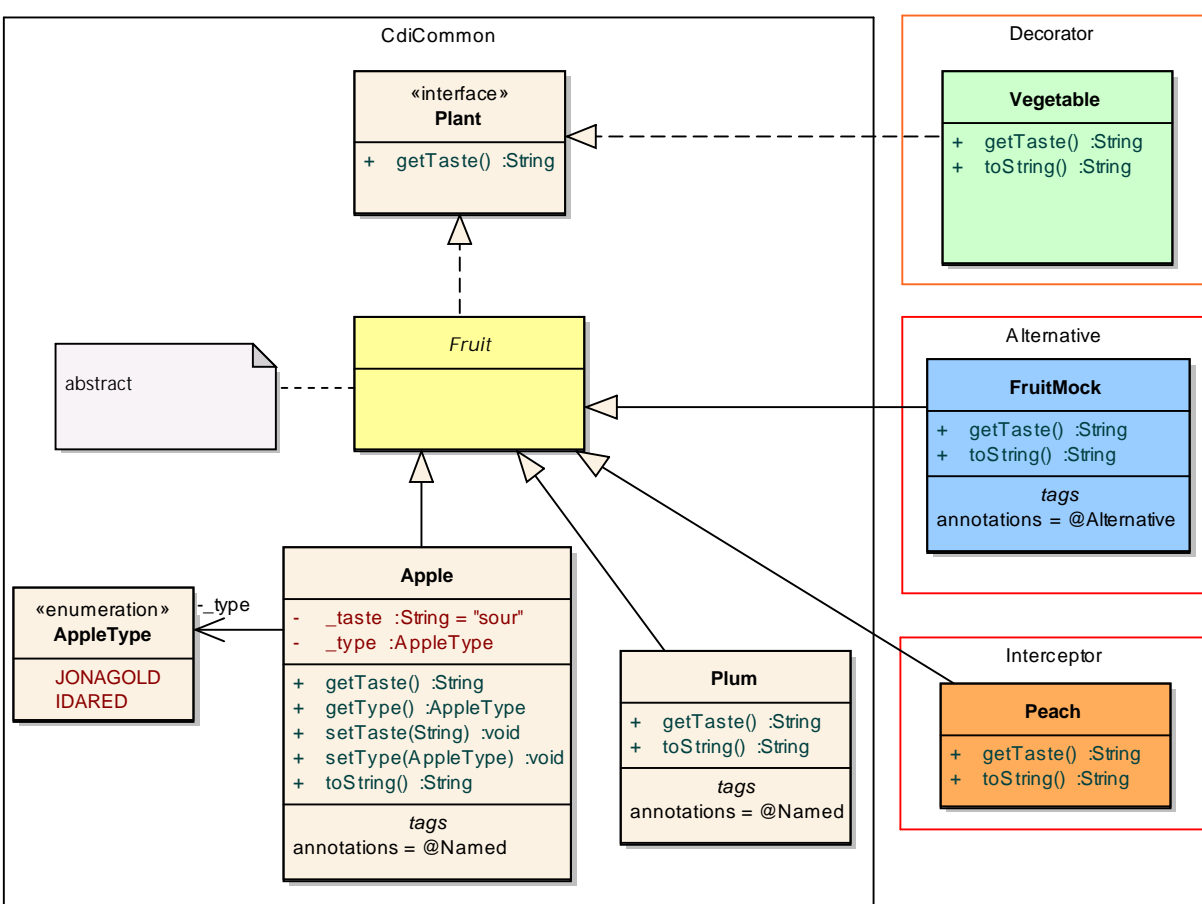 CdiCommon
«interface»
Plant
+ getTaste() :String
Decorator
Vegetable
+ getTaste() :String
+ toString() :String
abstract
Fruit
Alternative
FruitMock
+ getTaste() :String
+ toString() :String
tags
annotations = @Alternative
«enumeration»
AppleType
JONAGOLD
IDARED
-_type
Apple
- _taste :String = "sour"
- _type :AppleType
+ getTaste() :String
+ getType() :AppleType
+ setTaste(String) :void
+ setType(AppleType) :void
+ toString() :String
tags
annotations = @Named
Plum
+ getTaste() :String
+ toString() :String
tags
annotations = @Named
Interceptor
Peach
+ getTaste() :String
+ toString() :String